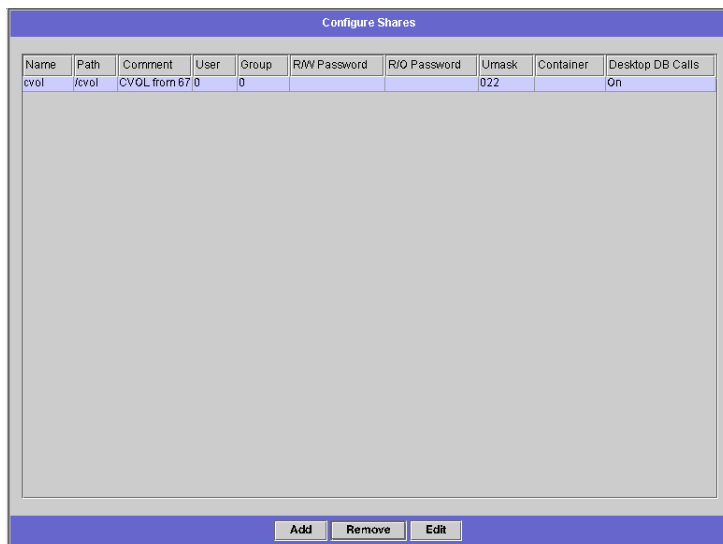 Configure Shares
Name Path Comment User Group R/W Password R/O Password Umask Container Desktop DB Calls
cvol /cvol CVOL from 67 0 0 022 On
Add Remove Edit